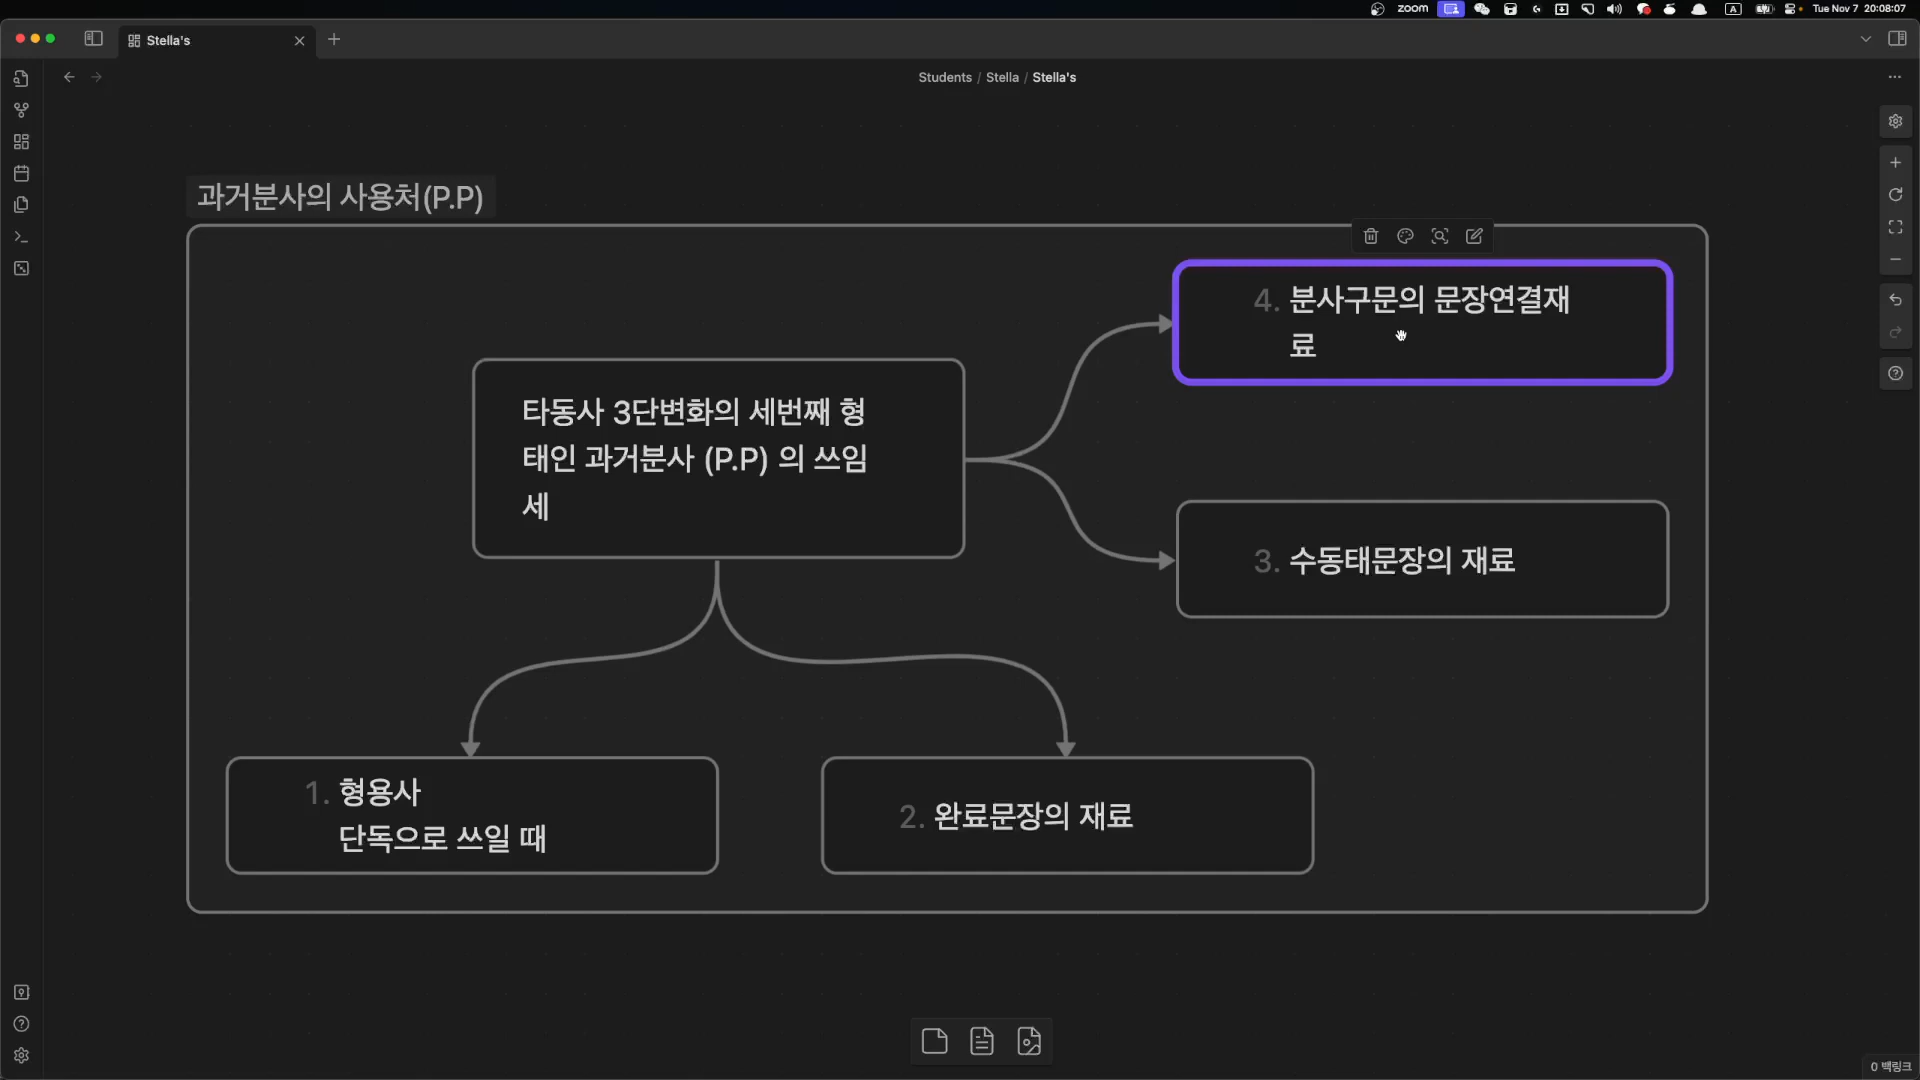 zoom
Tue Nov 7 20:08:07
Stella's
Students / Stella / Stella's
과거분사의 사용처(P.P)
4. 분사구문의 문장연결재
료
타동사 3단변화의 세번째 형
태인 과거분사 (P.P) 의 쓰임
세
3. 수동태문장의 재료
1. 형용사
단독으로 쓰일 때
2. 완료문장의 재료
0 백링크